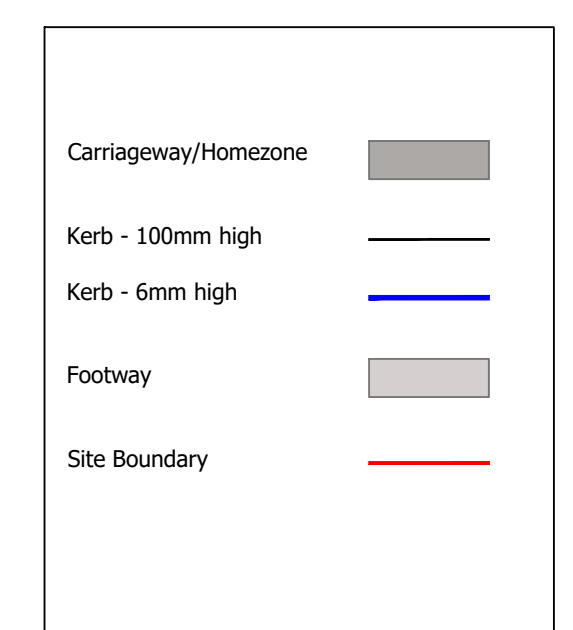 Carriageway/Homezone
Kerb - 100mm high
Kerb - 6mm high
Footway
Site Boundary